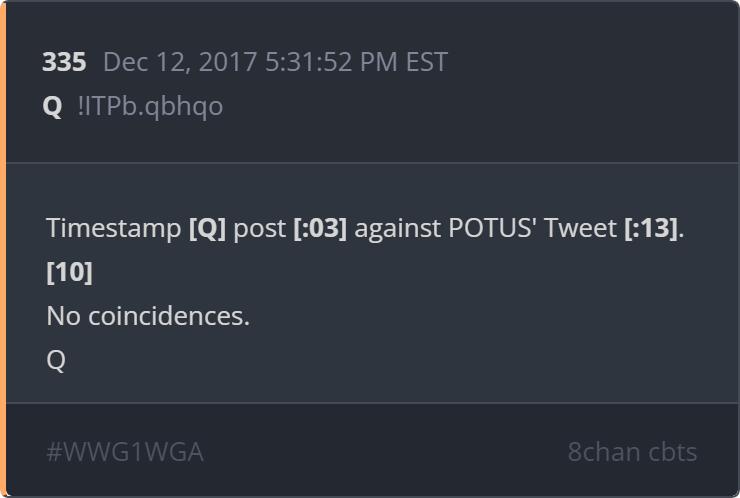 335 Dec 12, 2017 5:31:52 PM EST
Q !ITPb.qbhqo
Timestamp [Q] post [:03] against POTUS' Tweet [:13].
[10]
No coincidences.
Q
#WWG1WGA 8chan cbts